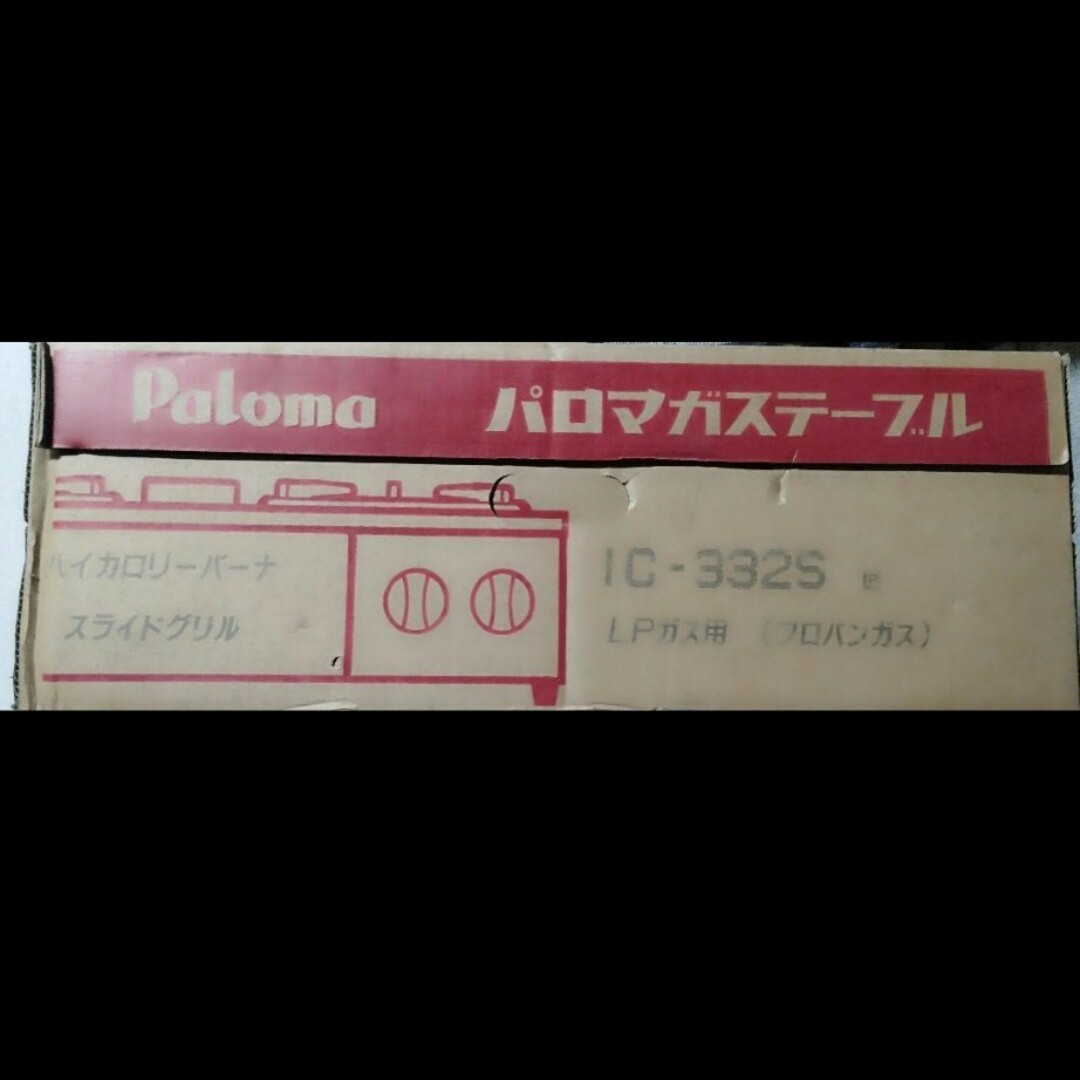 Paloma パロマガステーブル
ハイカロリーバーナ
スライドグリル
IC-332S LP
LPガス用 (プロパンガス)